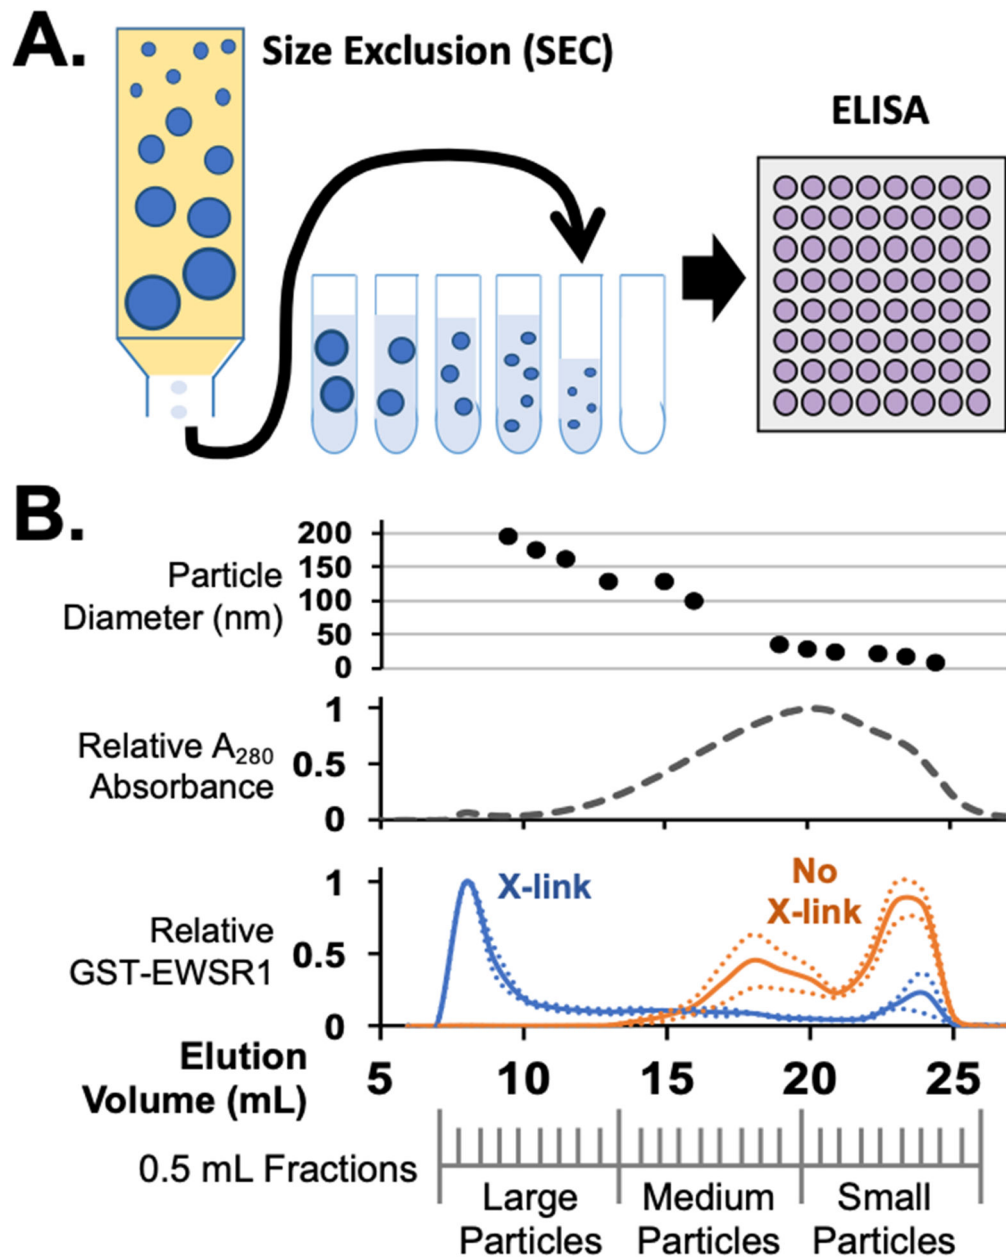 A.
Size Exclusion (SEC)
ELISA
B.
Particle
Diameter (nm)
200
150
100
50
0
Relative A₂₈₀
Absorbance
1
0.5
0
Relative
GST-EWSR1
1
0.5
0
X-link
No
X-link
Elution
Volume (mL)
5 10 15 20 25
0.5 mL Fractions
Large
Particles
Medium
Particles
Small
Particles